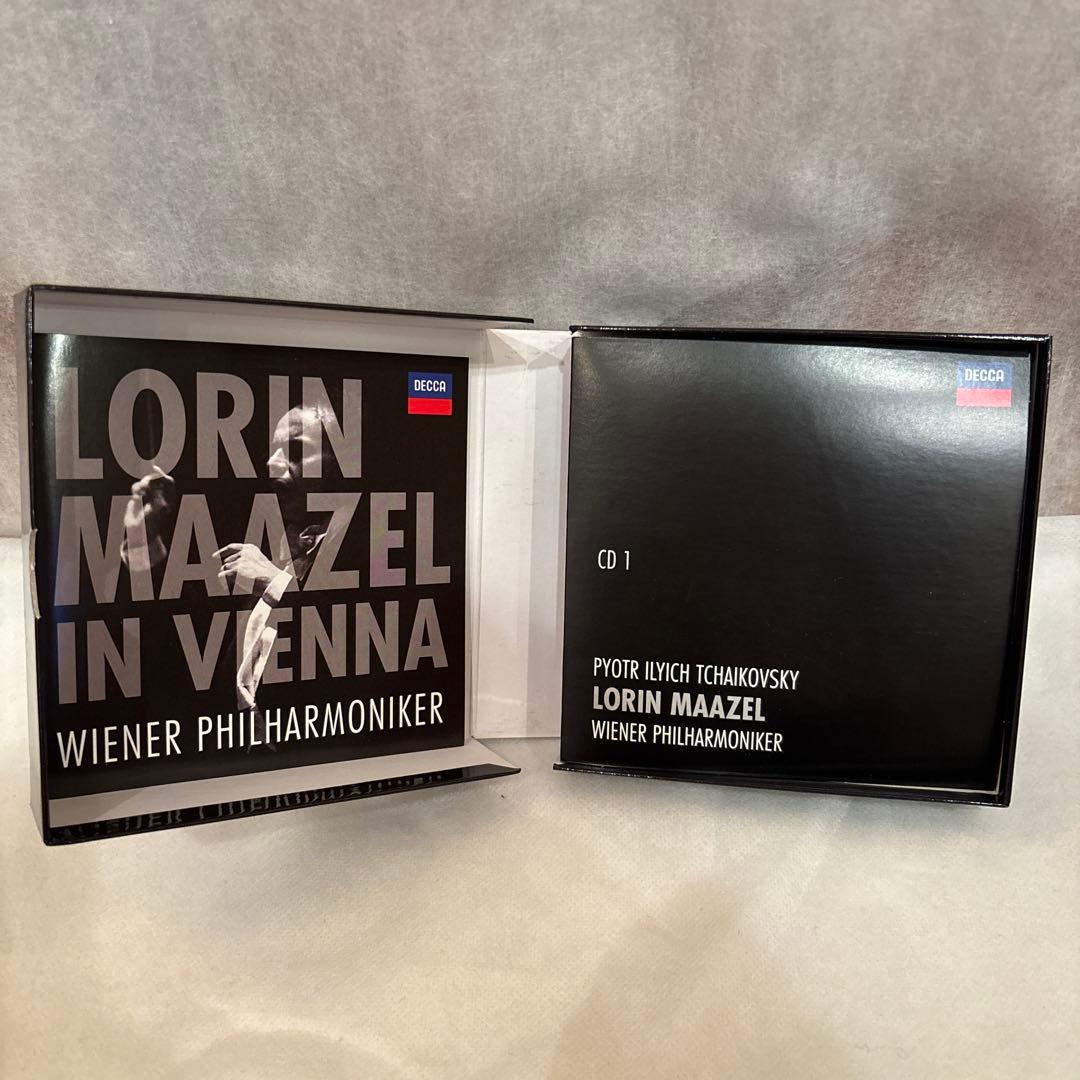 LORIN
MAAZEL
IN VIENNA
WIENER PHILHARMONIKER
DECCA
DECCA
CD 1
PYOTR ILYICH TCHAIKOVSKY
LORIN MAAZEL
WIENER PHILHARMONIKER